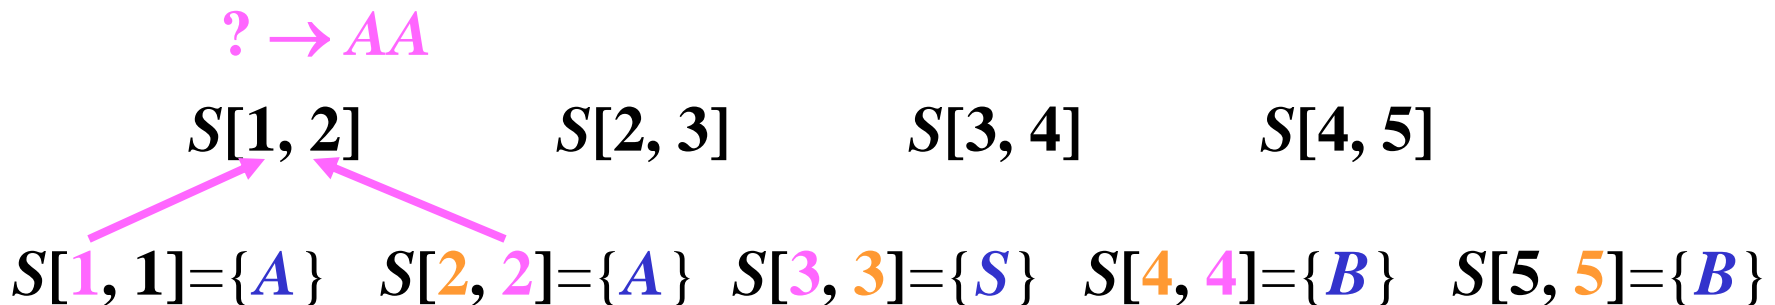 ? → AA
S[1, 2] S[2, 3] S[3, 4] S[4, 5]
S[1, 1]={A} S[2, 2]={A} S[3, 3]={S} S[4, 4]={B} S[5, 5]={B}